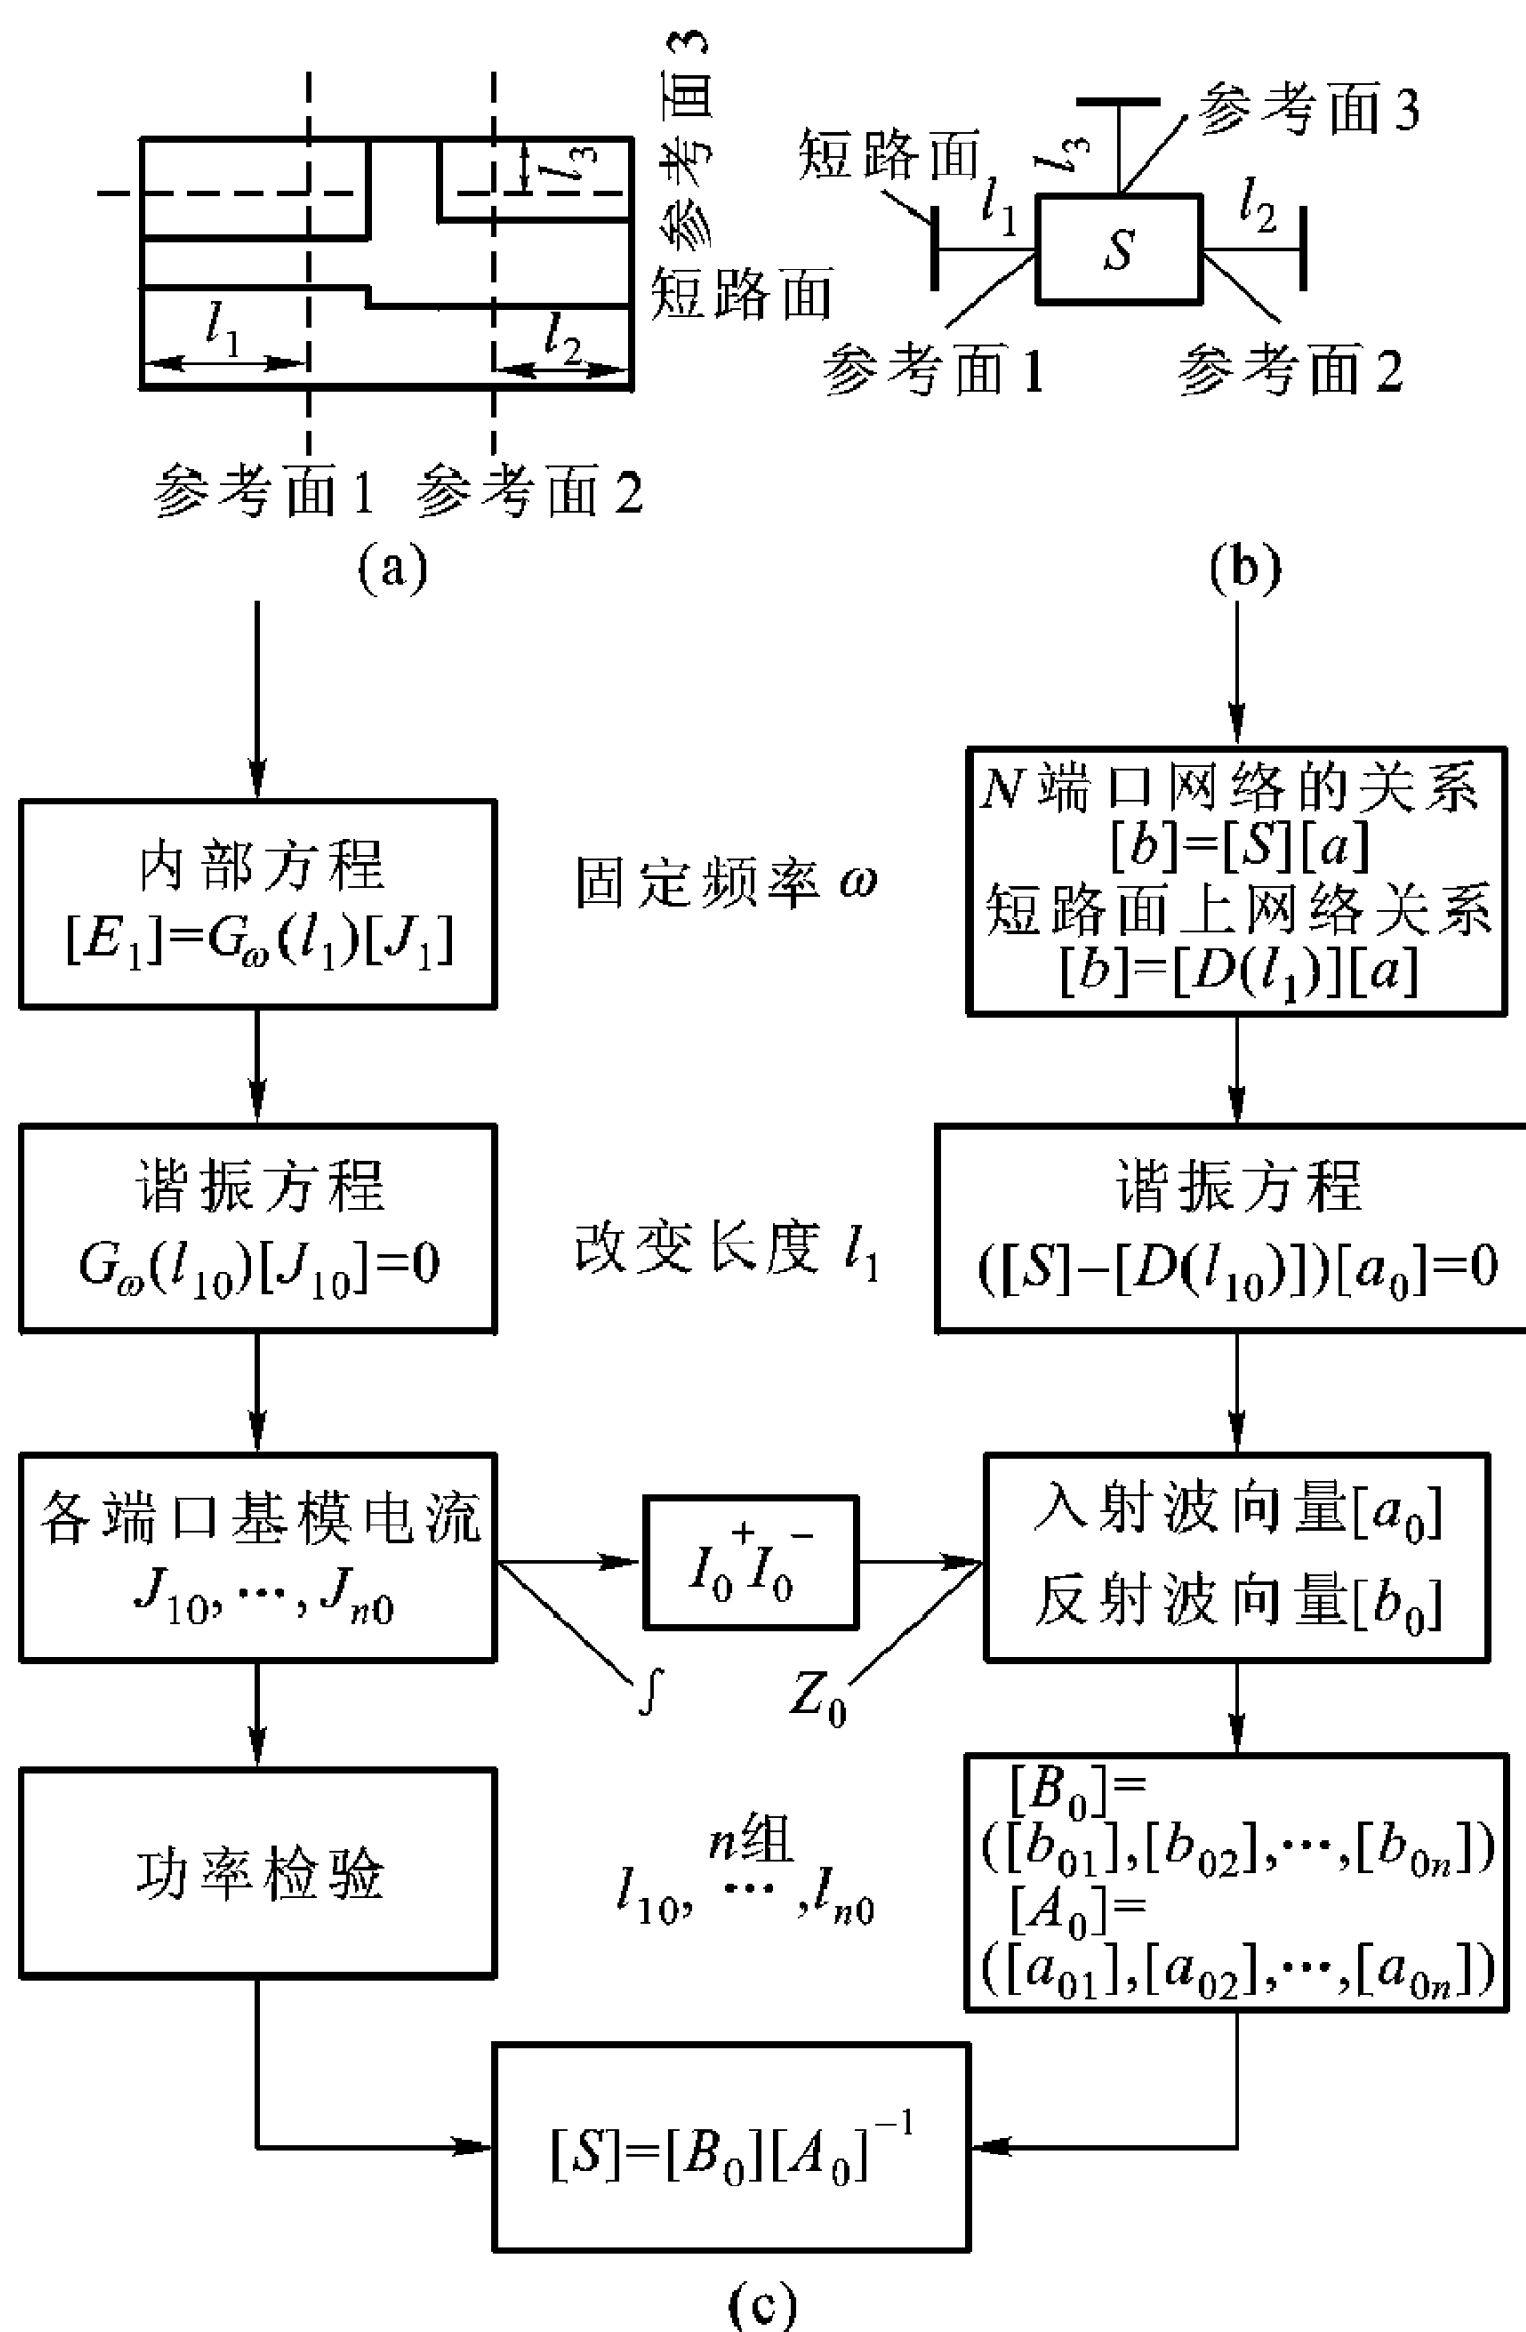 参考面3
l3
短路面
l1
l2
参考面1
参考面2
(a)
参考面3
短路面
l3
l1
S
l2
参考面1
参考面2
(b)
内部方程
[E1]=Gω(l1)[J1]
固定频率 ω
N端口网络的关系
[b]=[S][a]
短路面上网络关系
[b]=[D(l1)][a]
谐振方程
Gω(l10)[J10]=0
改变长度 l1
谐振方程
([S]−[D(l10)])[a0]=0
各端口基模电流
J10,⋯,Jn0
I0+I0−
∫
Z0
入射波向量[a0]
反射波向量[b0]
功率检验
n组
l10,⋯,ln0
[B0]=
([b01],[b02],⋯,[b0n])
[A0]=
([a01],[a02],⋯,[a0n])
[S]=[B0][A0]−1
(c)